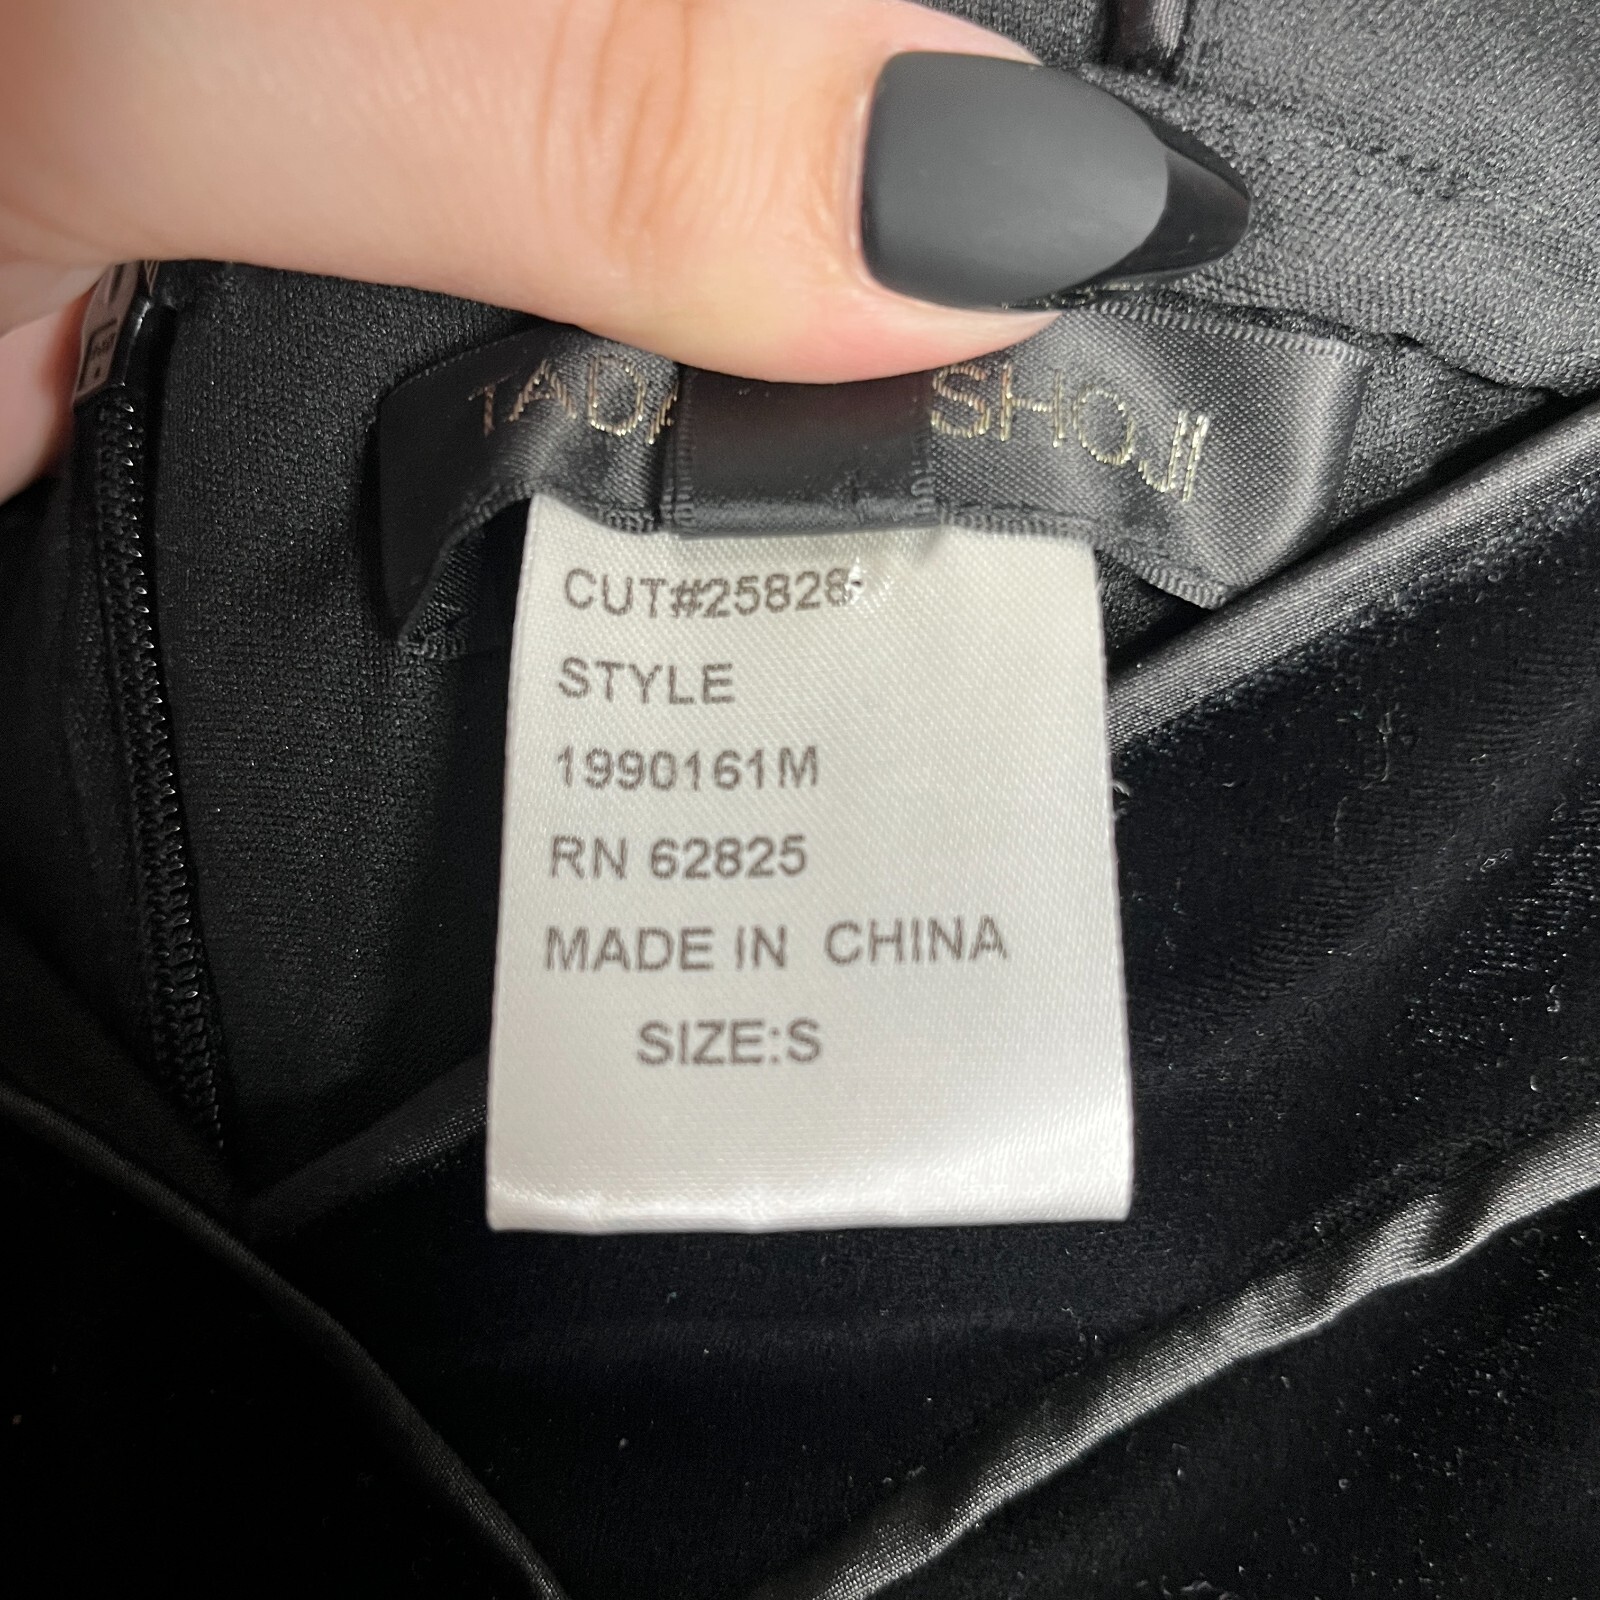 SHOJI
CUT#25828
STYLE
1990161M
RN 62825
MADE IN CHINA
SIZE:S